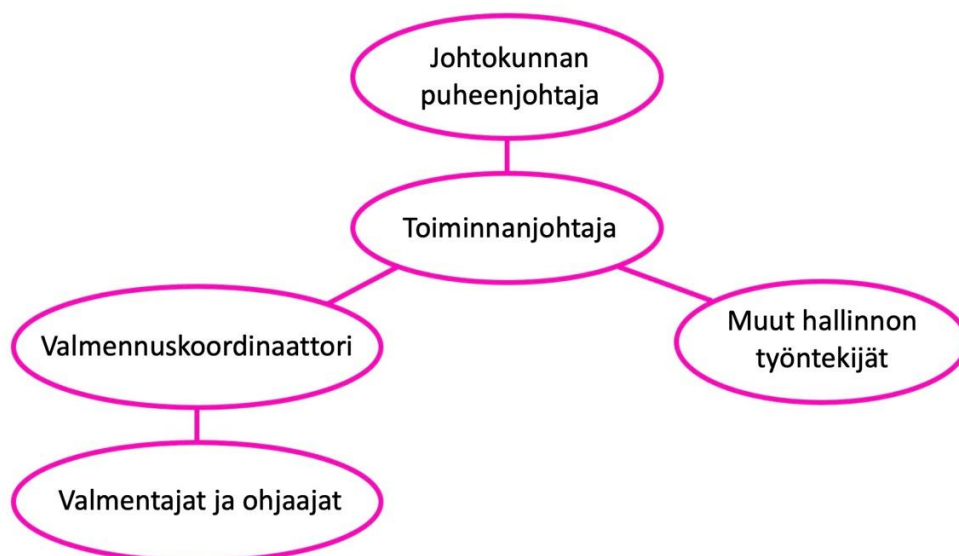 Johtokunnan
puheenjohtaja
Toiminnanjohtaja
Valmennuskoordinaattori
Muut hallinnon
työntekijät
Valmentajat ja ohjaajat